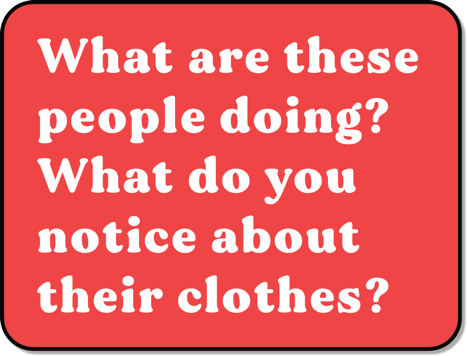 What are these
people doing?
What do you
notice about
their clothes?